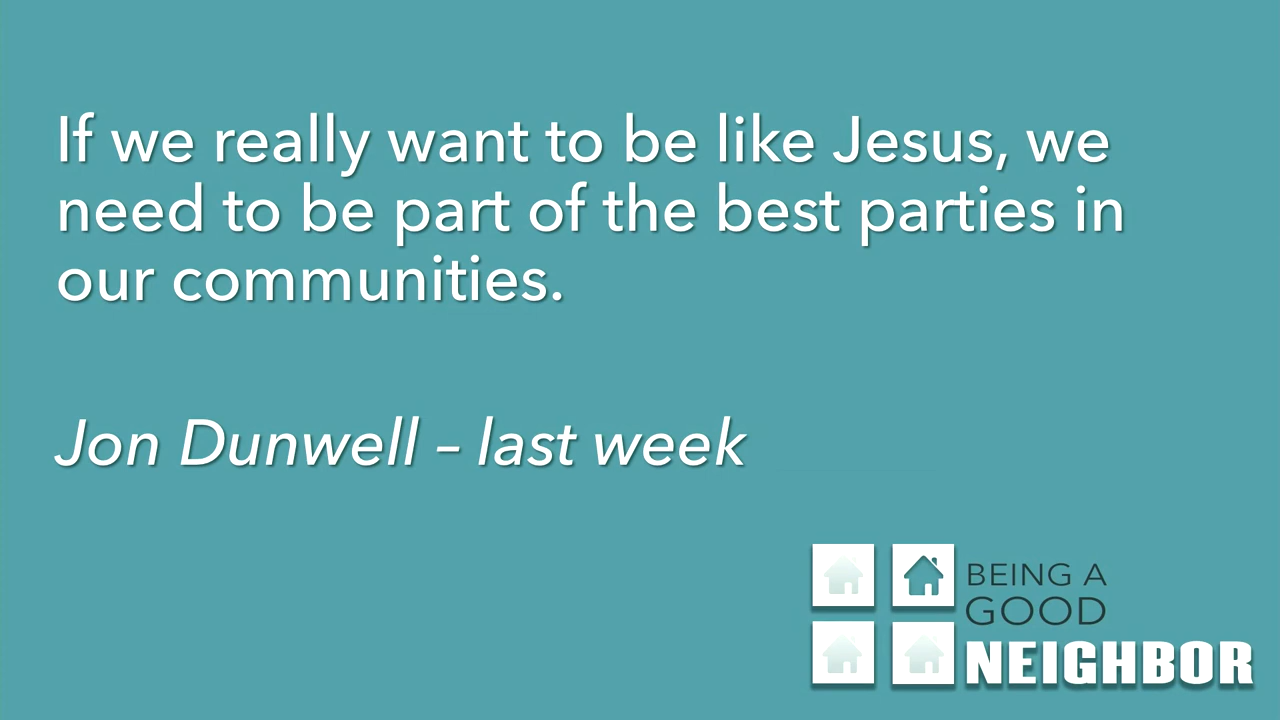 If we really want to be like Jesus, we
need to be part of the best parties in
our communities.
Jon Dunwell – last week
BEING A
GOOD
NEIGHBOR